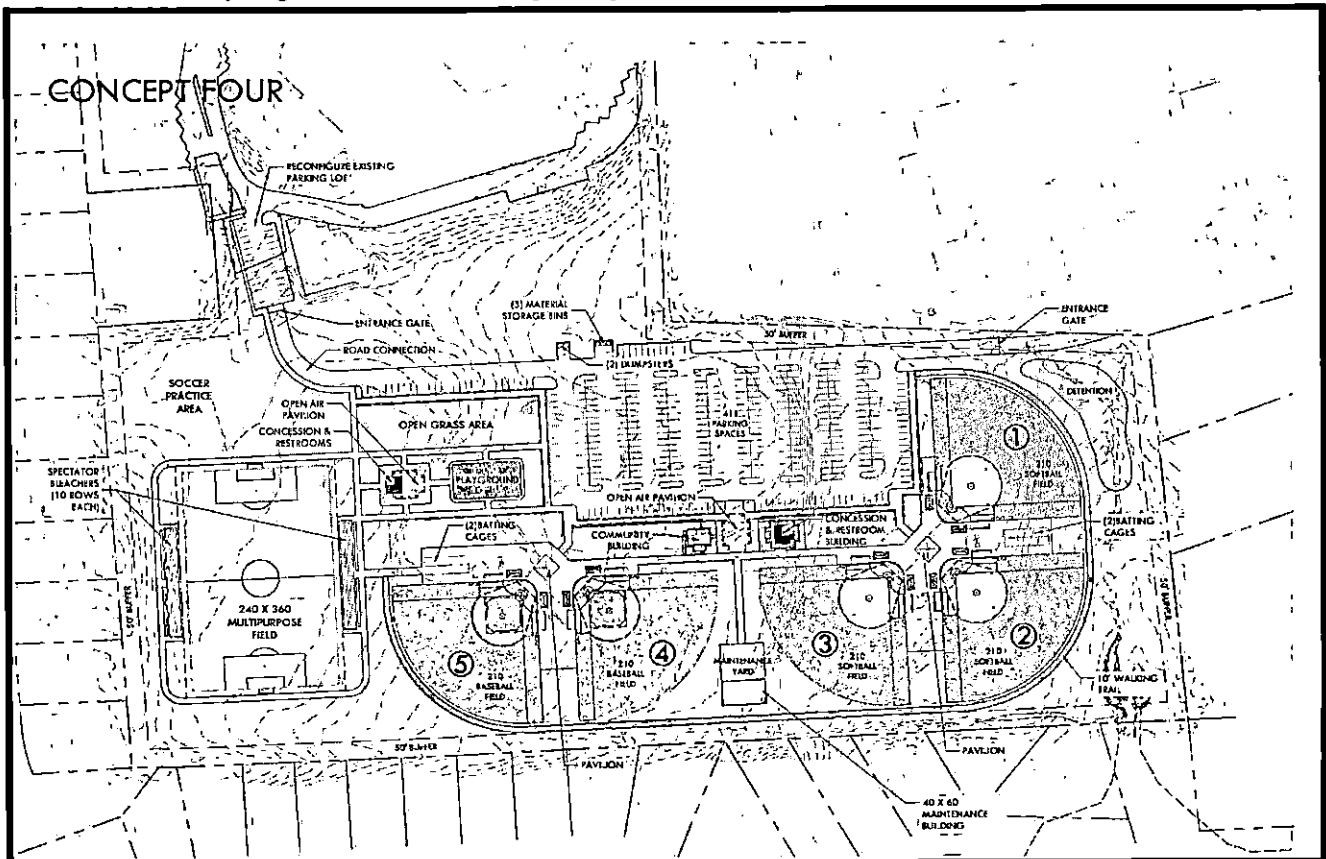 CONCEPT FOUR
RECONFIGURE EXISTING
PARKING LOT
ENTRANCE GATE
ROAD CONNECTION
(3) MATERIAL
STORAGE BINS
(2) DUMPSTERS
50' BUFFER
ENTRANCE
GATE
DETENTION
SOCCER
PRACTICE
AREA
OPEN AIR
PAVILION
CONCESSION &
RESTROOMS
OPEN GRASS AREA
PLAYGROUND
PARKING
SPACES
1
210
SOFTBALL
FIELD
SPECTATOR
BLEACHERS
(10 ROWS
EACH)
OPEN AIR PAVILION
(2) BATTING
CAGES
COMMUNITY
BUILDING
CONCESSION
& RESTROOM
BUILDING
(2) BATTING
CAGES
50' BUFFER
240 X 360
MULTIPURPOSE
FIELD
5
210
BASEBALL
FIELD
4
210
BASEBALL
FIELD
MAINTENANCE
YARD
3
210
SOFTBALL
FIELD
2
210
SOFTBALL
FIELD
50' BUFFER
10' WALKING
TRAIL
50' BUFFER
PAVILION
PAVILION
40 X 60
MAINTENANCE
BUILDING